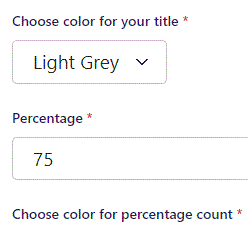 Choose color for your title *
Light Grey
Percentage *
75
Choose color for percentage count *